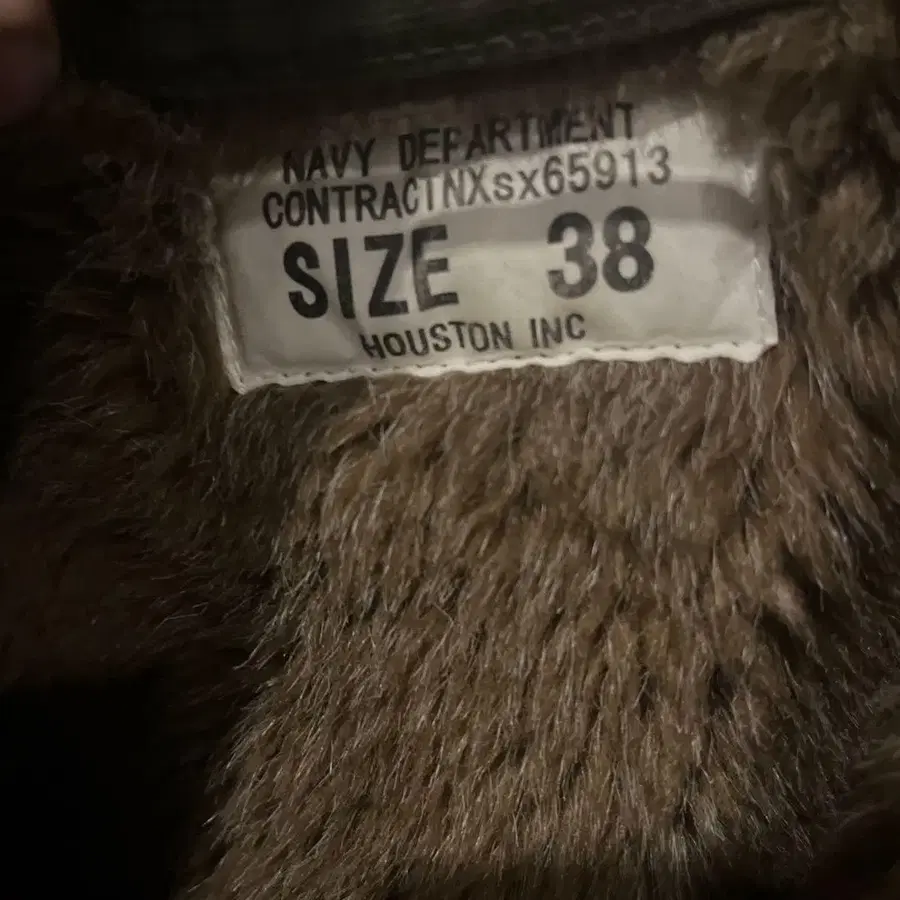 NAVY DEPARTMENT
CONTRACTNXsx65913
SIZE 38
HOUSTON INC